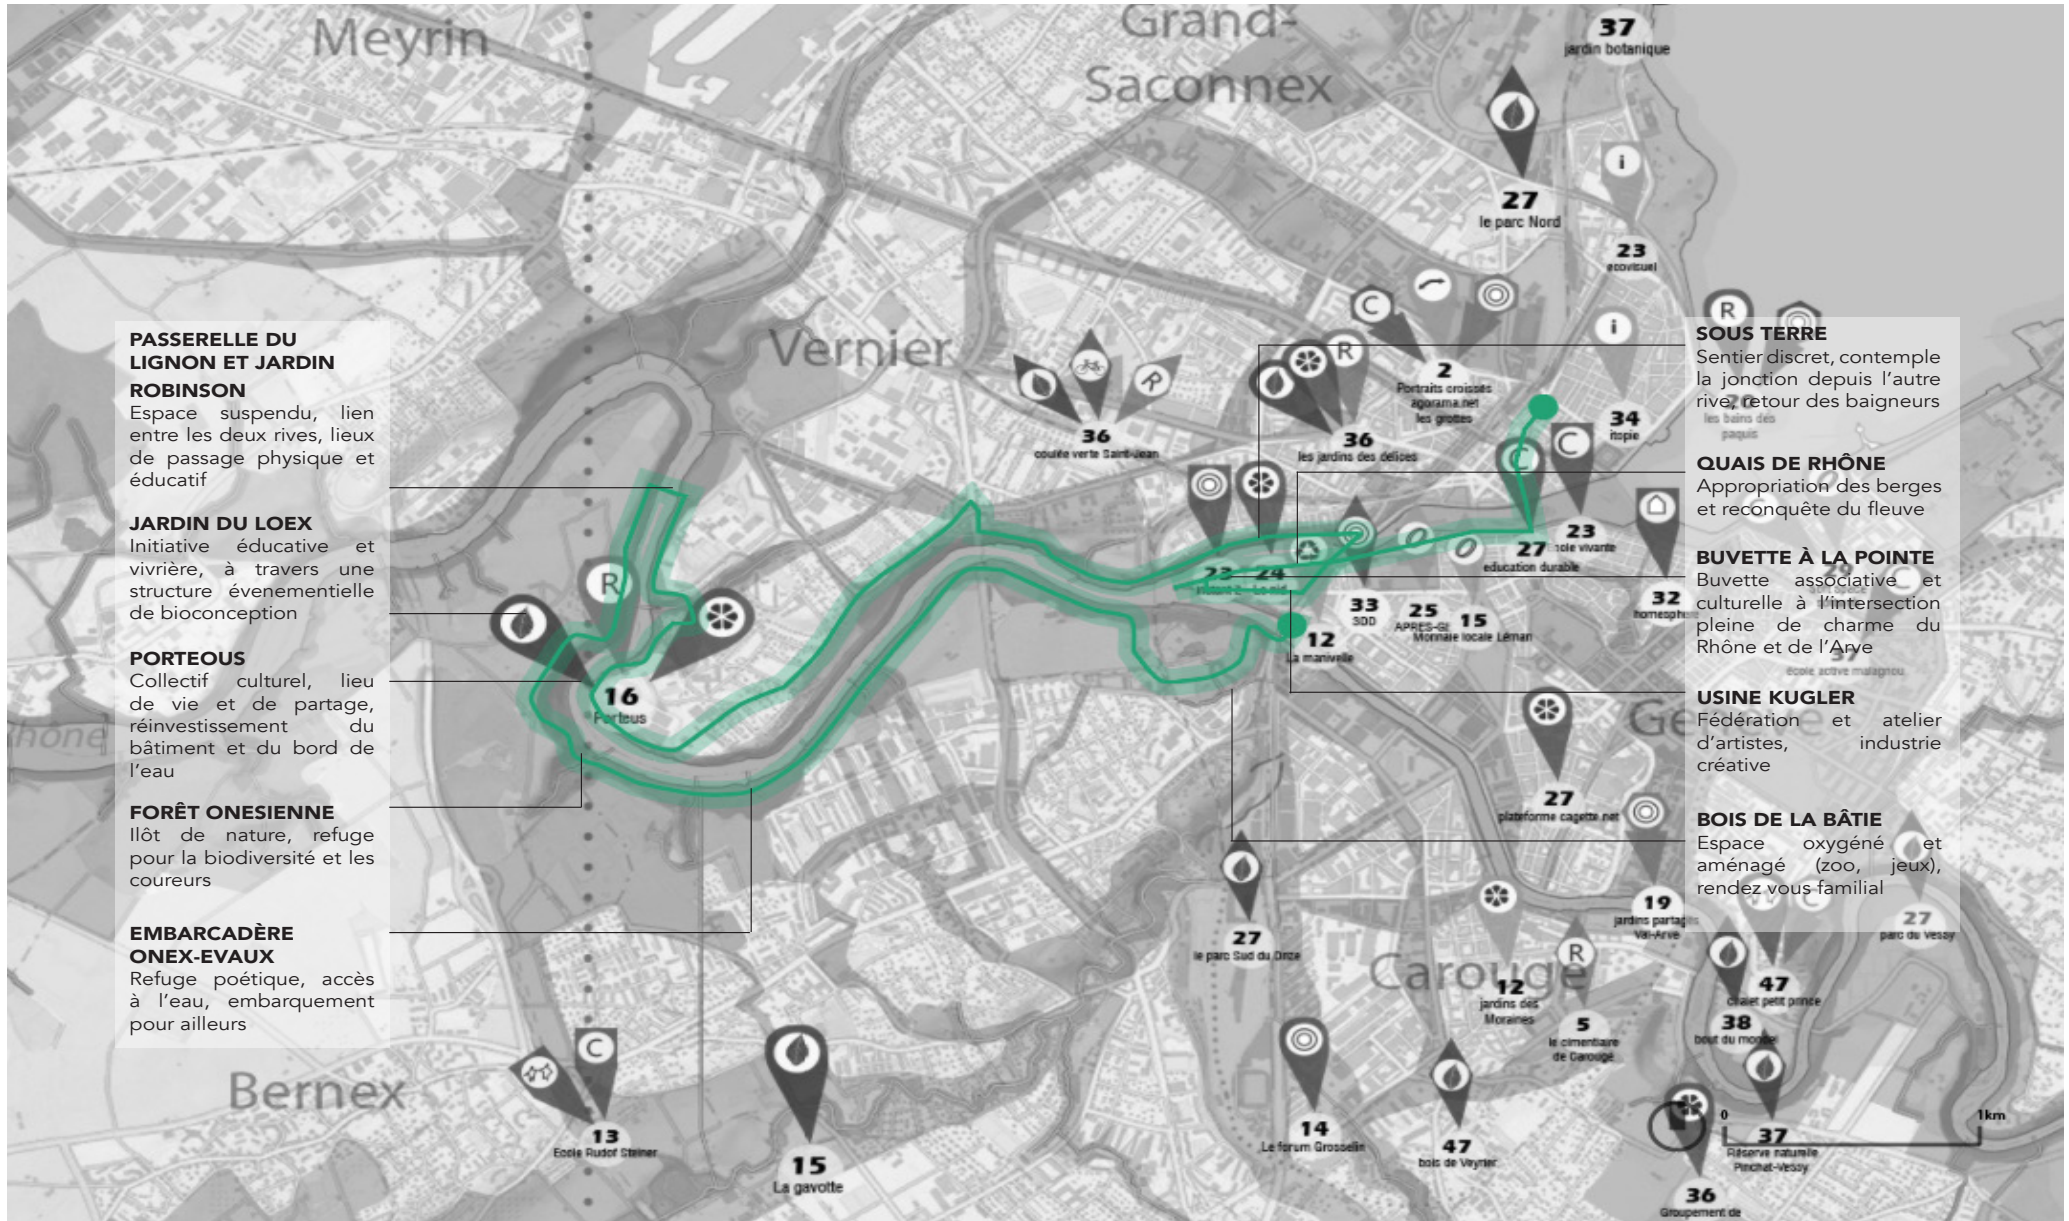 Meyrin
Grand-
Saconnex
37
jardin botanique
27
le parc Nord
i
23
ecovisuel
i
Vernier
36
coulée verte Saint-Jean
R
R
36
les jardins des délices
C
2
Portraits croissés
agorama.net
les grottes
34
itopie
R
les bains des
paquis
C
C
23
27
education durable
23
24
33
SDD
25
15
Monnaie locale Léman
32
12
La manivelle
37
école active malagnou
R
16
Porteus
PASSERELLE DU
LIGNON ET JARDIN
ROBINSON
Espace suspendu, lien
entre les deux rives, lieux
de passage physique et
éducatif
JARDIN DU LOEX
Initiative éducative et
vivrière, à travers une
structure évenementielle
de bioconception
PORTEOUS
Collectif culturel, lieu
de vie et de partage,
réinvestissement du
bâtiment et du bord de
l'eau
FORÊT ONESIENNE
Ilôt de nature, refuge
pour la biodiversité et les
coureurs
EMBARCADÈRE
ONEX-EVAUX
Refuge poétique, accès
à l'eau, embarquement
pour ailleurs
SOUS TERRE
Sentier discret, contemple
la jonction depuis l'autre
rive, retour des baigneurs
QUAIS DE RHÔNE
Appropriation des berges
et reconquête du fleuve
BUVETTE À LA POINTE
Buvette associative et
culturelle à l'intersection
pleine de charme du
Rhône et de l'Arve
USINE KUGLER
Fédération et atelier
d'artistes, industrie
créative
BOIS DE LA BÂTIE
Espace oxygéné et
aménagé (zoo, jeux),
rendez vous familial
27
plateforme cagette.net
19
jardins partagés
Val-Arve
27
parc du Vessy
27
Carouge
12
jardins des
Moraines
R
5
le cimentiaire
de Carouge
47
chalet petit prince
38
Bernex
C
13
Ecole Rudof Steiner
15
La gavotte
14
Le forum Grosselin
47
bois de Veyrier
0
1km
37
Réserve naturelle
Pinchat-Vessy
36
Groupement de